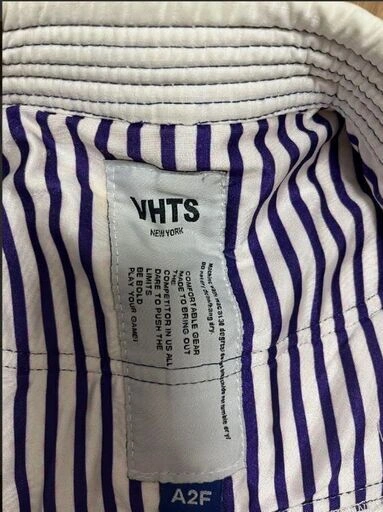 VHTS
NEW YORK
COMFORTABLE GEAR
MADE TO BRING OUT
THE
COMPETITOR IN US ALL
DARE TO PUSH THE
LIMITS
BE BOLD
PLAY YOUR GAME!
A2F